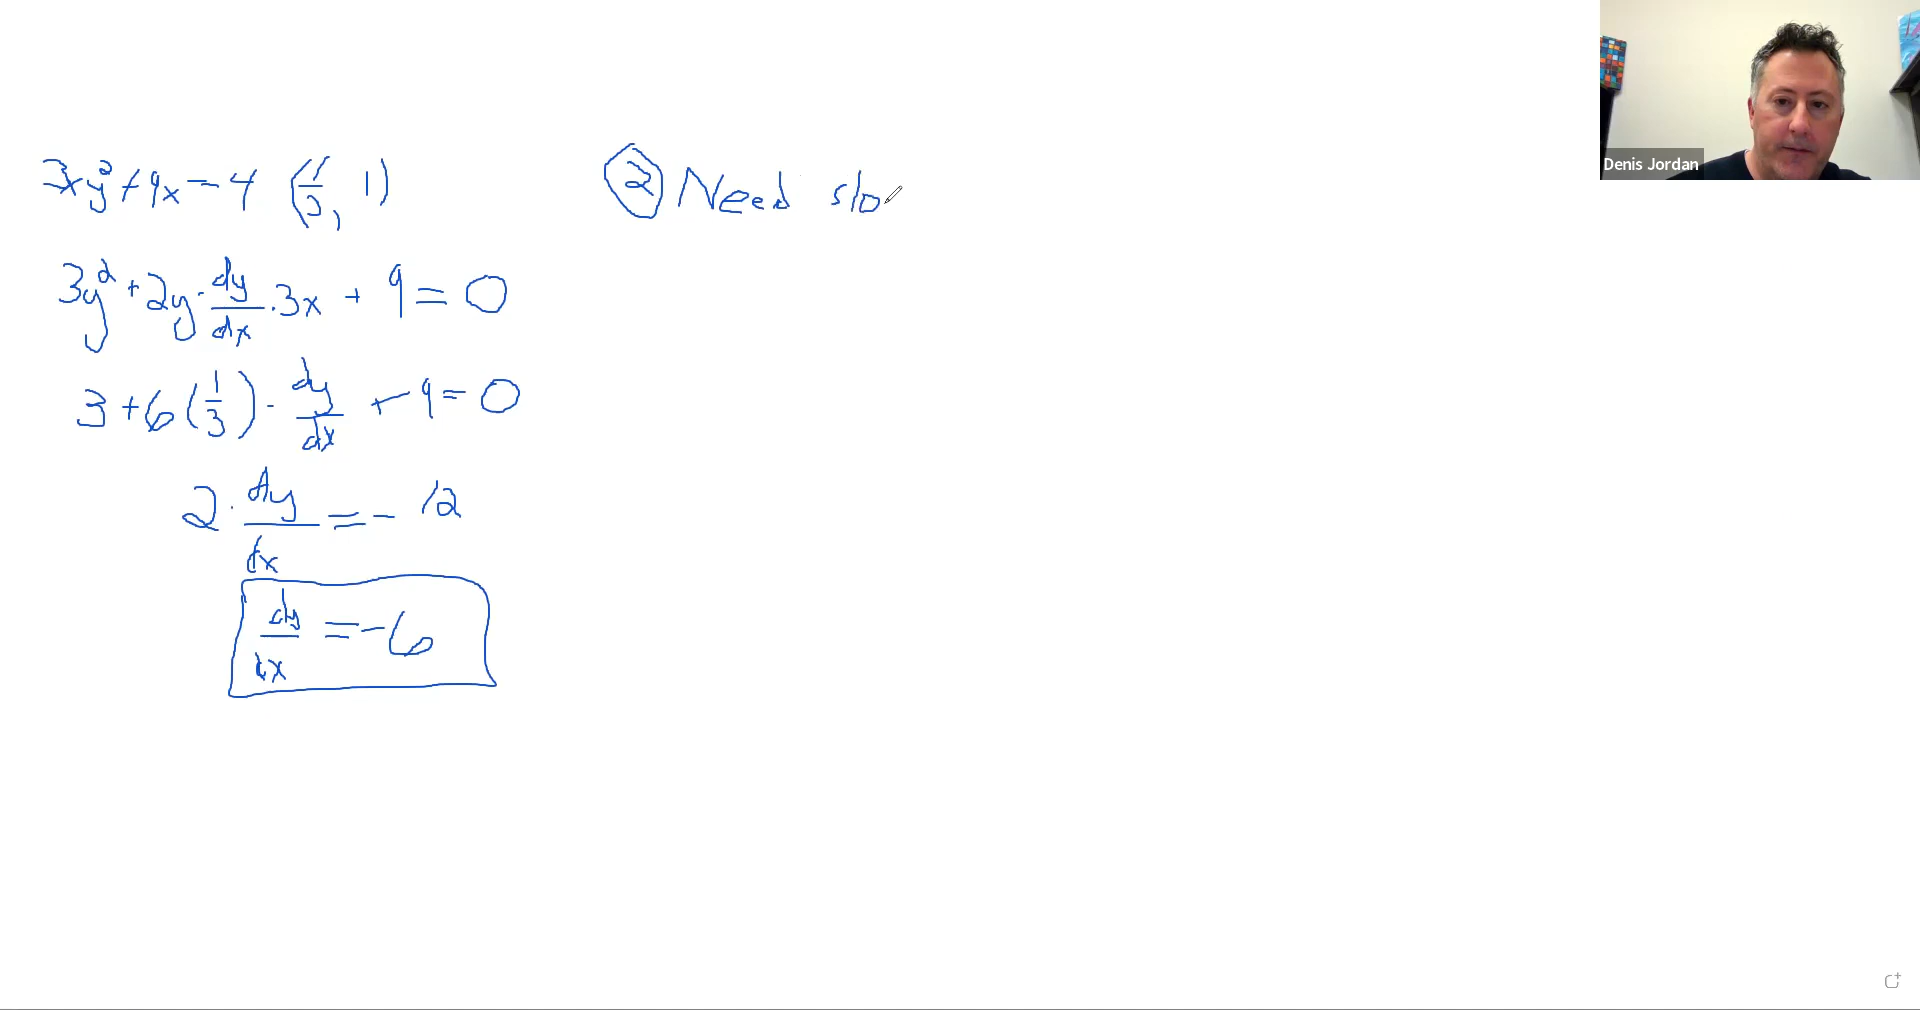 3xy² + 9x = 4 (1/3, 1)
3y² + 2y · dy/dx · 3x + 9 = 0
3 + 6(1/3) · dy/dx + 9 = 0
2 · dy/dx = - 12
dy/dx = -6
② Need slo
Denis Jordan